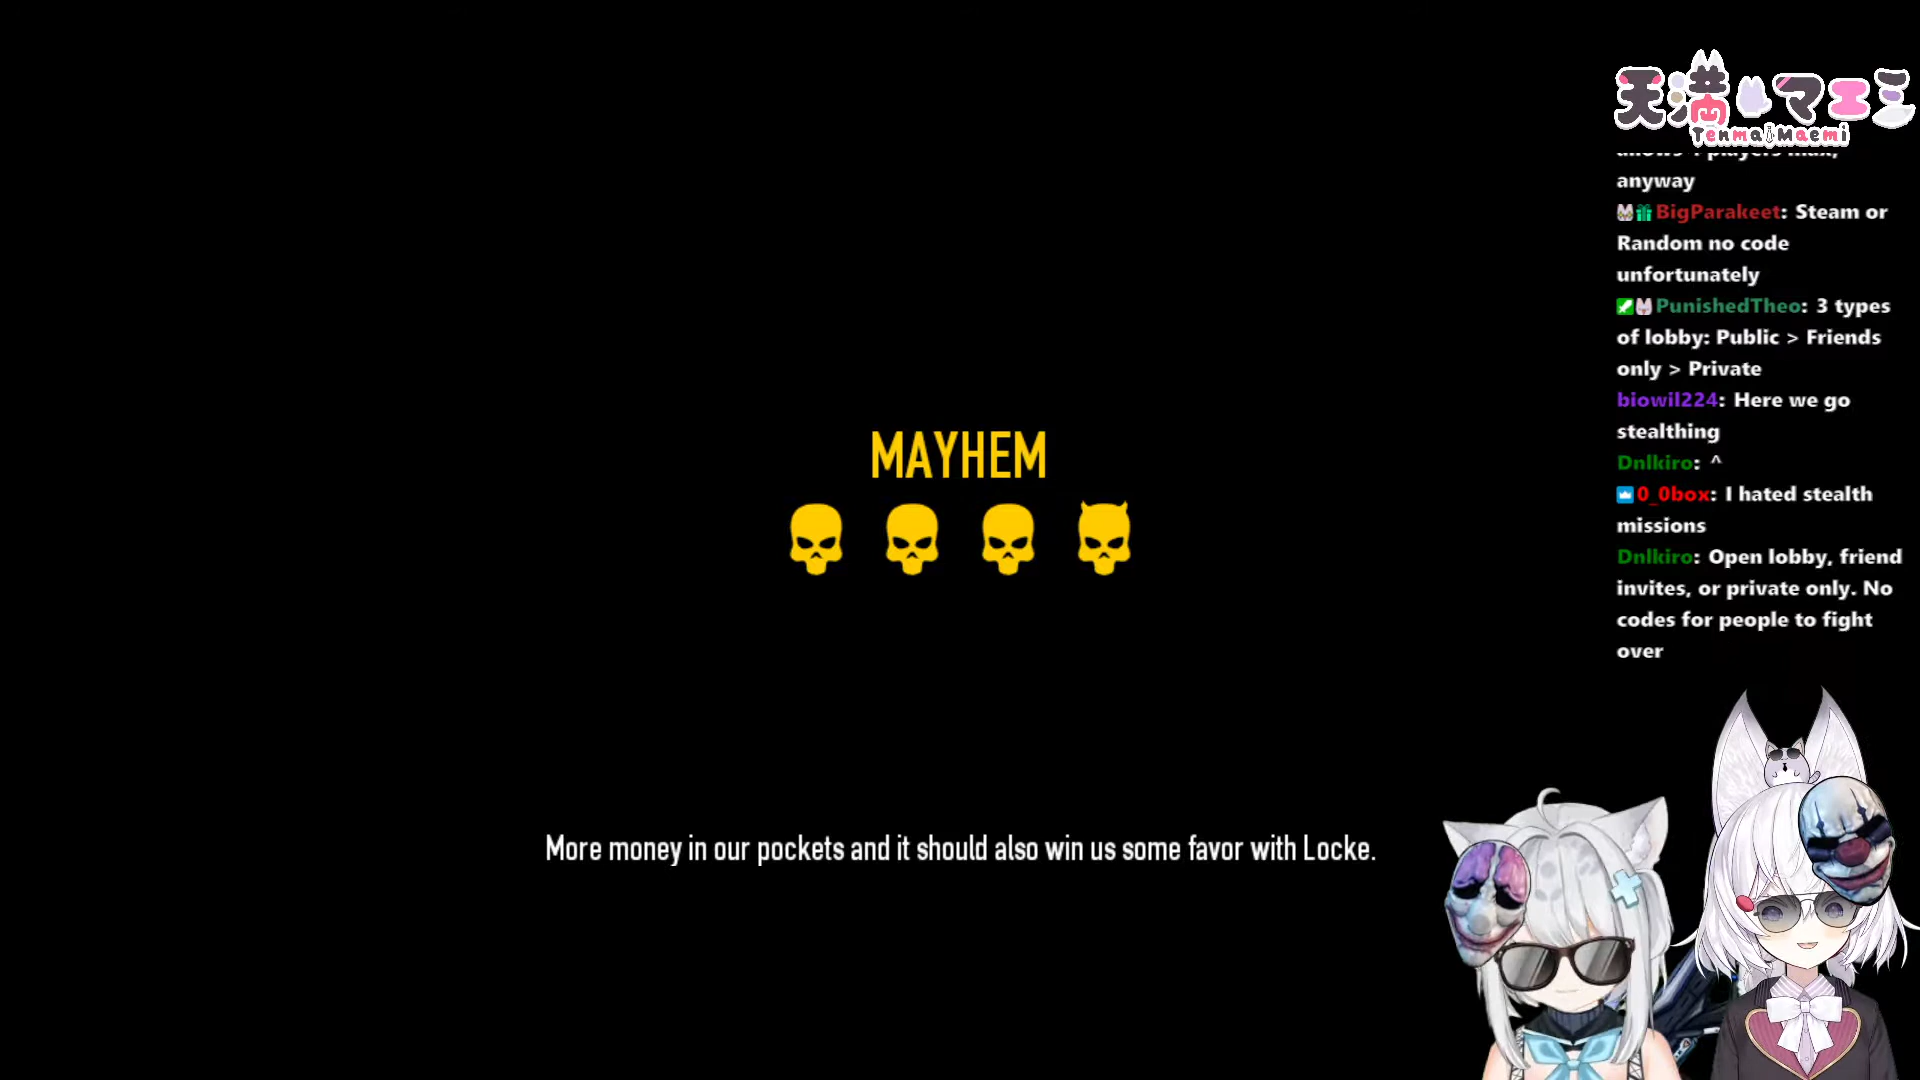 天満マエミ
Tenma Maemi
anyway
BigParakeet: Steam or
Random no code
unfortunately
PunishedTheo: 3 types
of lobby: Public > Friends
only > Private
biowil224: Here we go
stealthing
Dnlkiro: ^
0_0box: I hated stealth
missions
Dnlkiro: Open lobby, friend
invites, or private only. No
codes for people to fight
over
MAYHEM
More money in our pockets and it should also win us some favor with Locke.